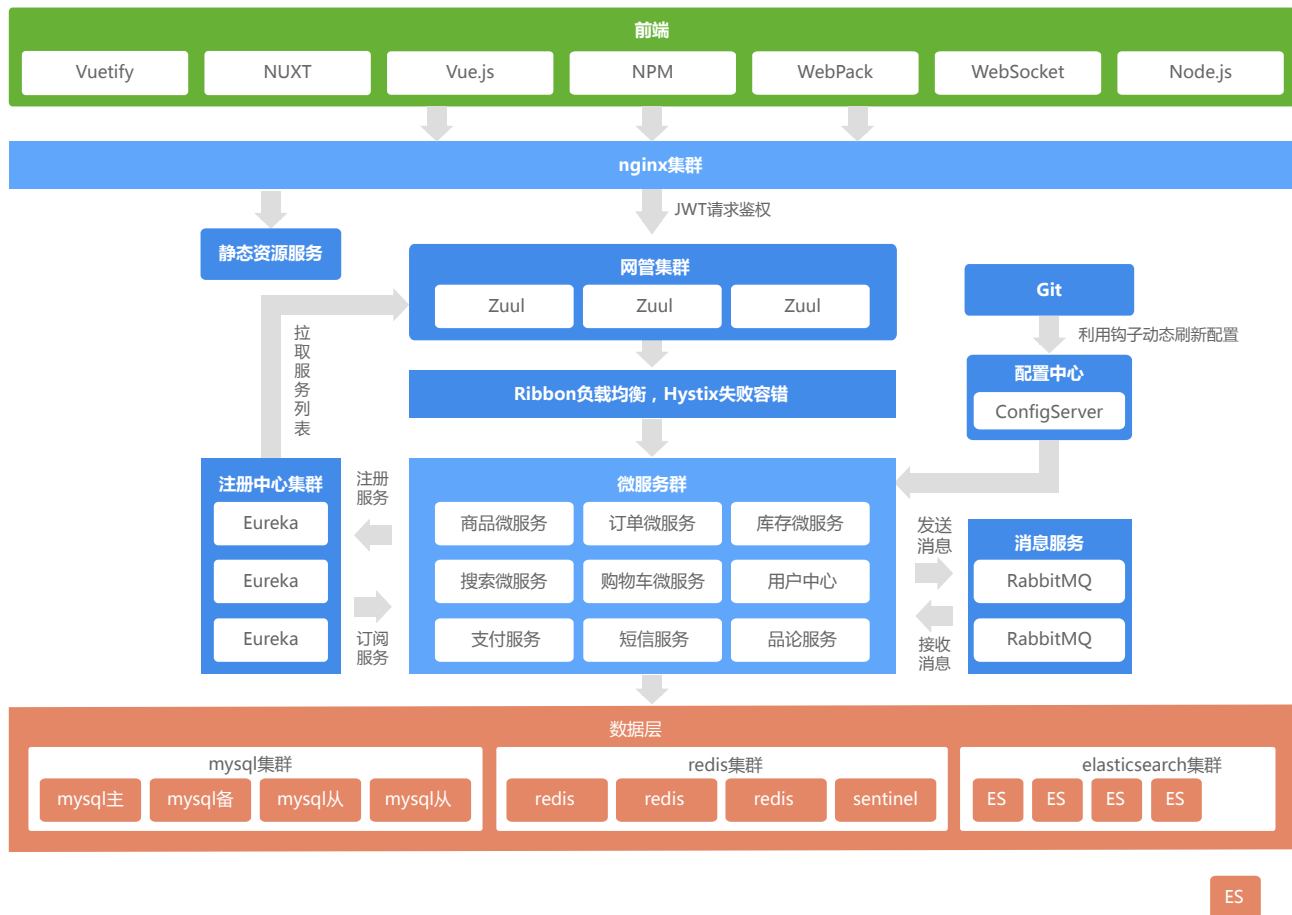 前端
Vuetify
NUXT
Vue.js
NPM
WebPack
WebSocket
Node.js
nginx集群
JWT请求鉴权
静态资源服务
网管集群
Zuul
Zuul
Zuul
Git
利用钩子动态刷新配置
配置中心
ConfigServer
拉
取
服
务
列
表
Ribbon负载均衡，Hystix失败容错
注册中心集群
Eureka
Eureka
Eureka
注册
服务
订阅
服务
微服务群
商品微服务
订单微服务
库存微服务
搜索微服务
购物车微服务
用户中心
支付服务
短信服务
品论服务
发送
消息
接收
消息
消息服务
RabbitMQ
RabbitMQ
数据层
mysql集群
mysql主
mysql备
mysql从
mysql从
redis集群
redis
redis
redis
sentinel
elasticsearch集群
ES
ES
ES
ES
ES